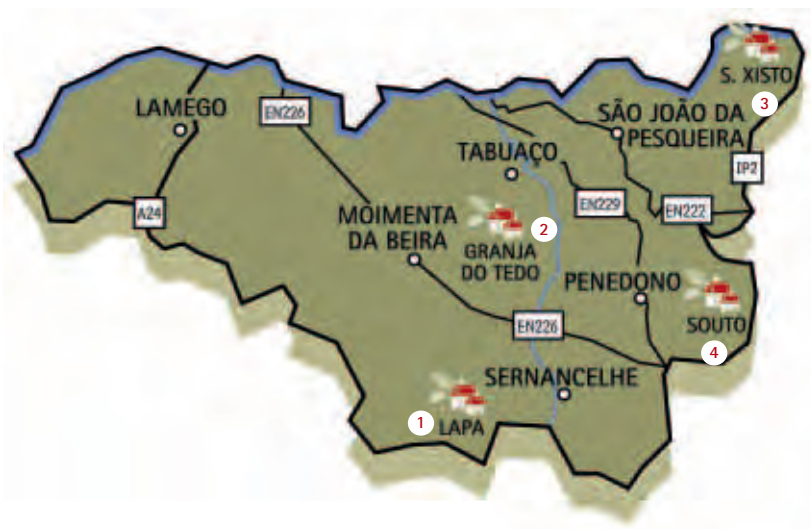 S. XISTO
3
LAMEGO
EN226
SÃO JOÃO DA
PESQUEIRA
TABUAÇO
IP2
A24
MOIMENTA
DA BEIRA
2
EN229
EN222
GRANJA
DO TEDO
PENEDONO
SOUTO
EN226
4
SERNANCELHE
1
LAPA